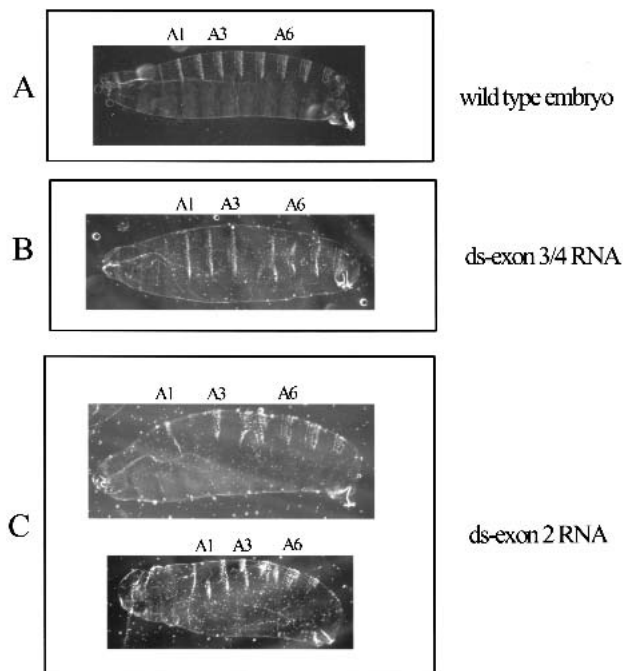 A1 A3 A6
A
wild type embryo
A1 A3 A6
B
ds-exon 3/4 RNA
A1 A3 A6
C
ds-exon 2 RNA
A1 A3 A6